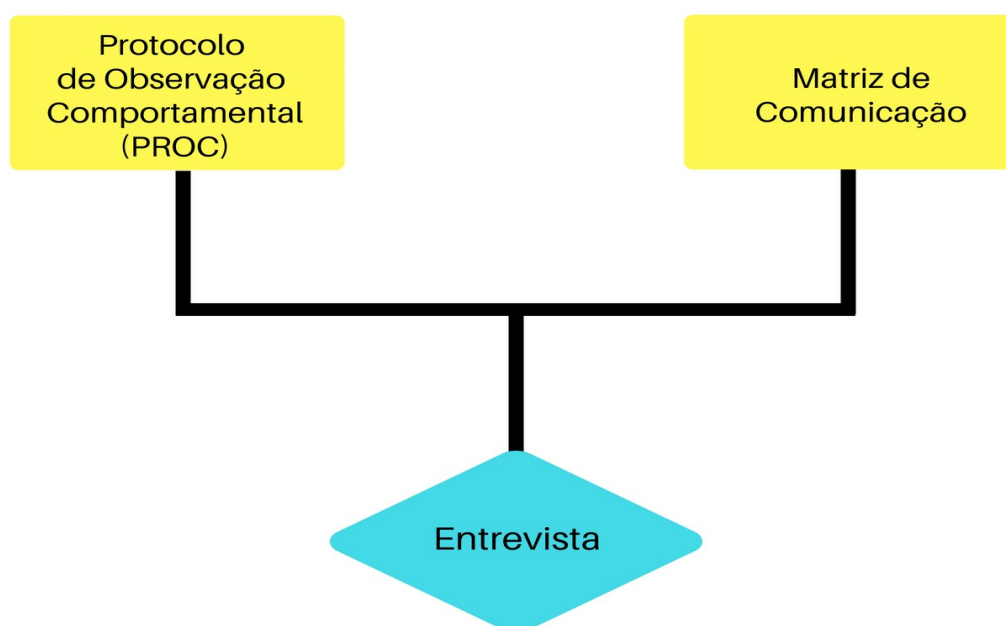 Protocolo
de Observação
Comportamental
(PROC)
Matriz de
Comunicação
Entrevista